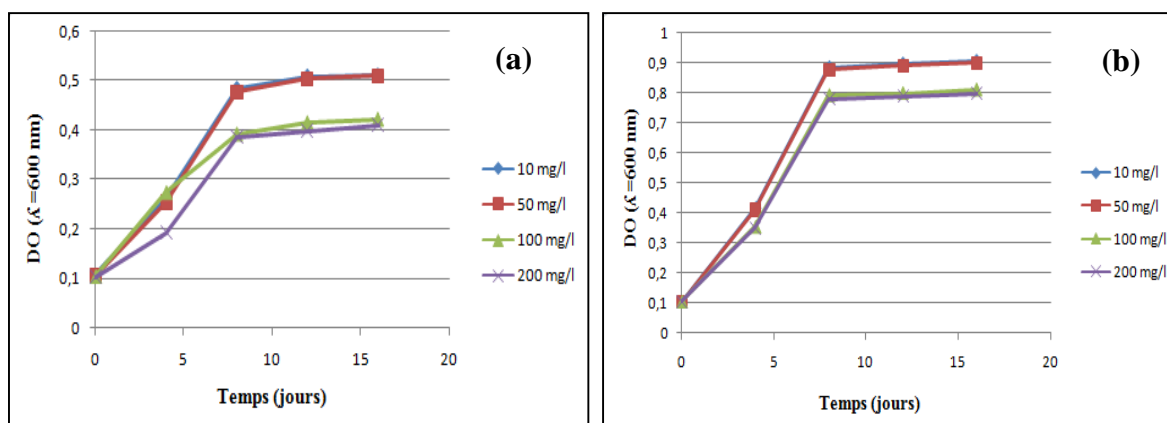 (a)
0,6
0,5
0,4
0,3
0,2
0,1
0
DO (ʎ =600 nm)
0 5 10 15 20
Temps (jours)
10 mg/l
50 mg/l
100 mg/l
200 mg/l
(b)
1
0,9
0,8
0,7
0,6
0,5
0,4
0,3
0,2
0,1
0
DO (ʎ =600 nm)
0 5 10 15 20
Temps (jours)
10 mg/l
50 mg/l
100 mg/l
200 mg/l